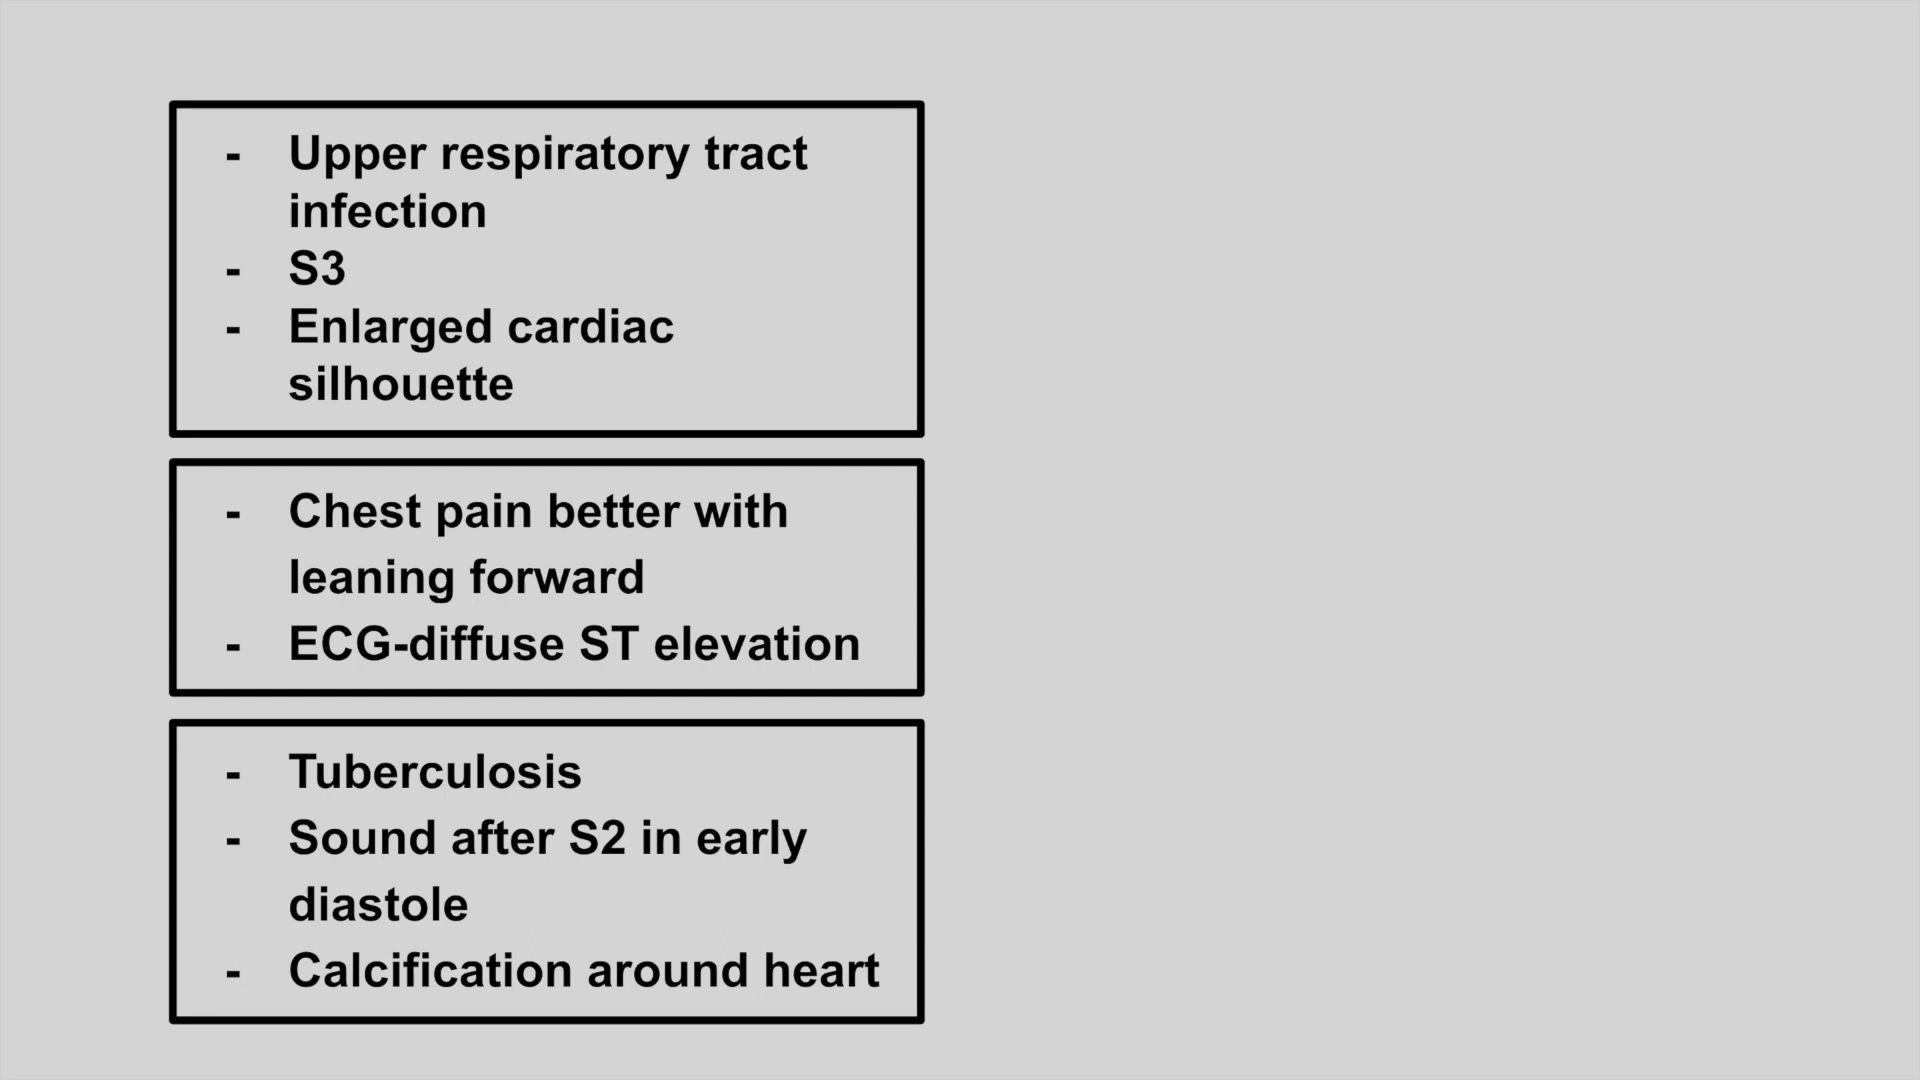 - Upper respiratory tract
infection
- S3
- Enlarged cardiac
silhouette
- Chest pain better with
leaning forward
- ECG-diffuse ST elevation
- Tuberculosis
- Sound after S2 in early
diastole
- Calcification around heart